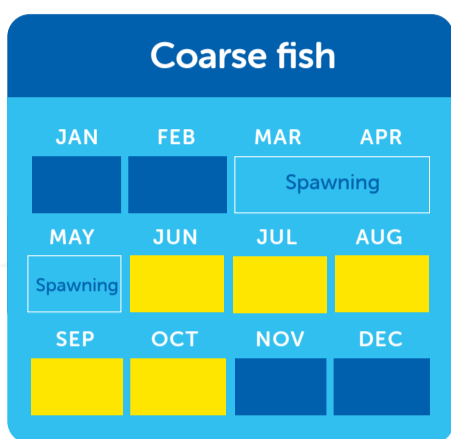 Coarse fish
JAN FEB MAR APR
Spawning
MAY JUN JUL AUG
Spawning
SEP OCT NOV DEC